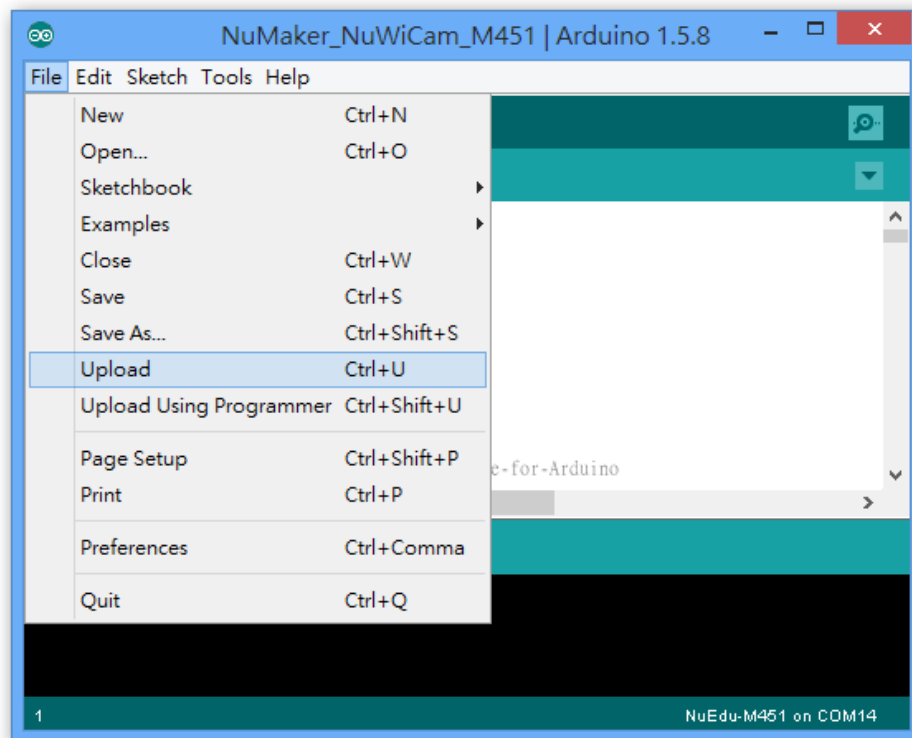 NuMaker_NuWiCam_M451 | Arduino 1.5.8
File Edit Sketch Tools Help
New Ctrl+N
Open... Ctrl+O
Sketchbook
Examples
Close Ctrl+W
Save Ctrl+S
Save As... Ctrl+Shift+S
Upload Ctrl+U
Upload Using Programmer Ctrl+Shift+U
Page Setup Ctrl+Shift+P
e-for-Arduino
Print Ctrl+P
Preferences Ctrl+Comma
Quit Ctrl+Q
1 NuEdu-M451 on COM14